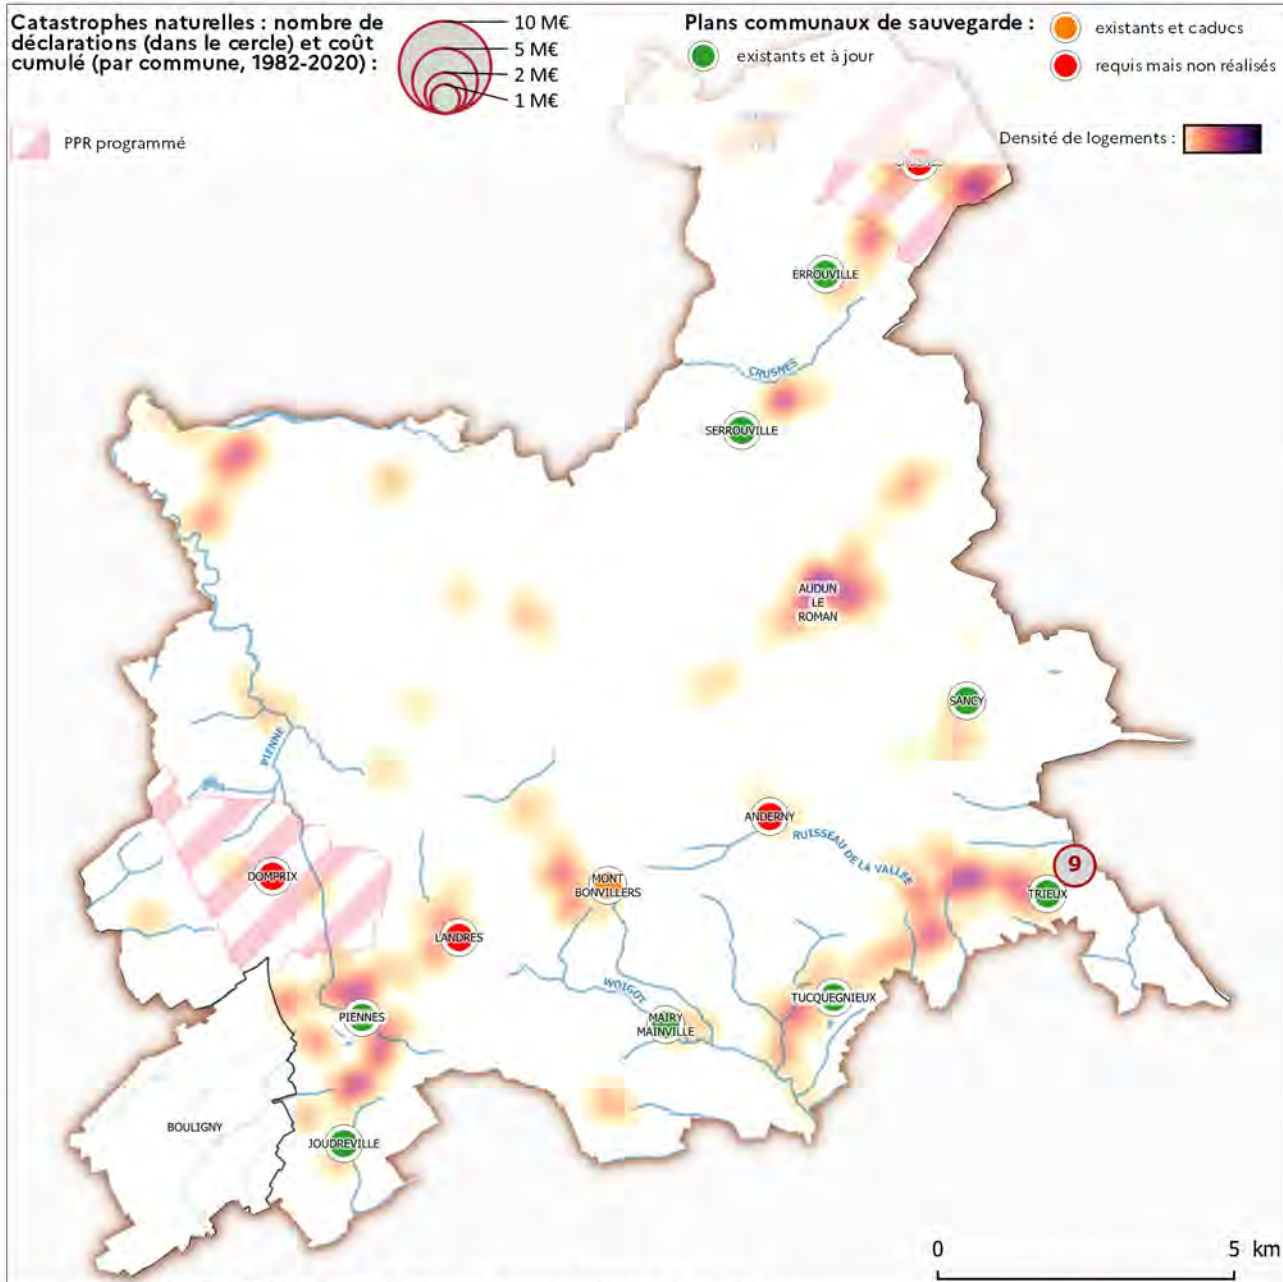 Catastrophes naturelles : nombre de
déclarations (dans le cercle) et coût
cumulé (par commune, 1982-2020) :
10 M€
5 M€
2 M€
1 M€
Plans communaux de sauvegarde :
existants et à jour
existants et caducs
requis mais non réalisés
PPR programmé
Densité de logements :
ERROUVILLE
CRUSNES
SERROUVILLE
AUDUN
LE
ROMAN
SANCY
PIENNE
ANDERNY
RUISSEAU DE LA VALLÉE
9
TRIEUX
DOMPRIX
MONT
BONVILLERS
LANDRES
WOIGOT
TUCQUEGNIEUX
PIENNES
MAIRY
MAINVILLE
BOULIGNY
JOUDREVILLE
0
5 km